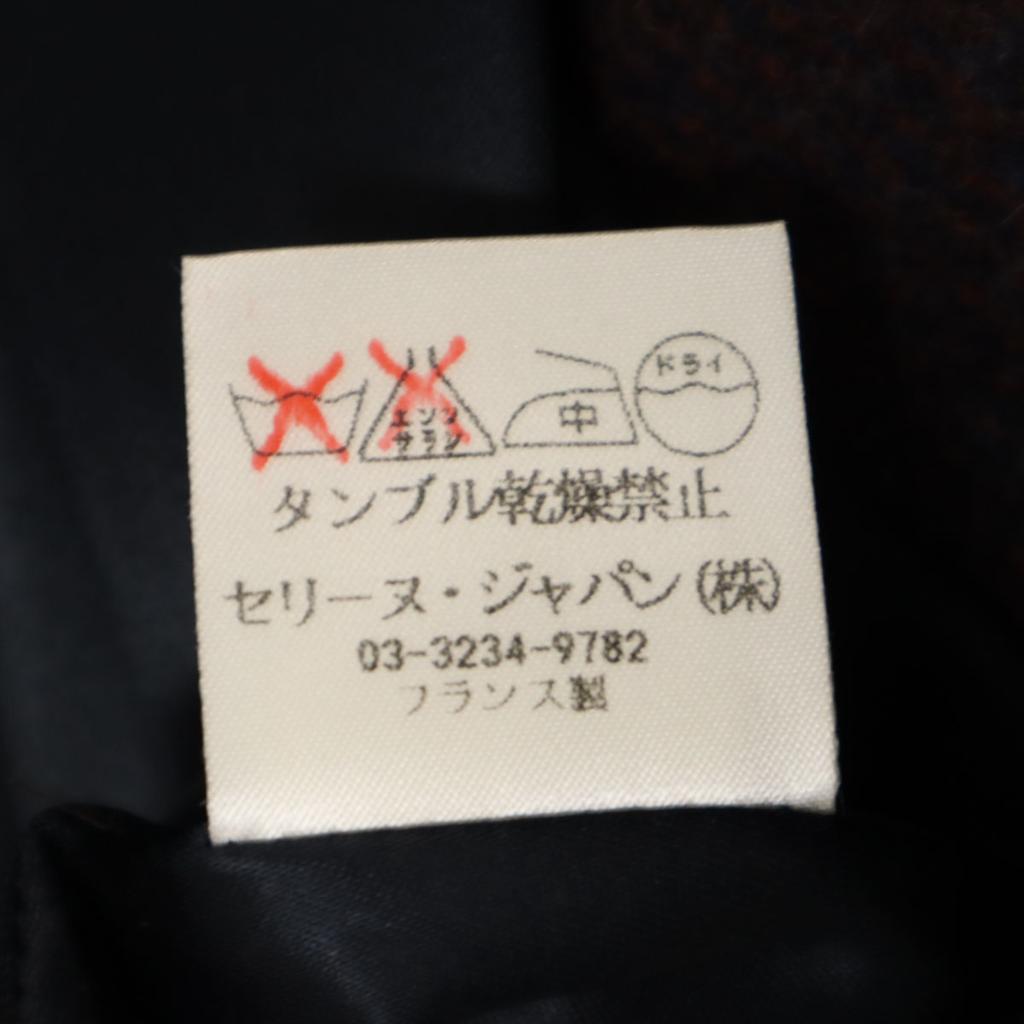 エンソ
サラシ
中
ドライ
タンブル乾燥禁止
セリーヌ・ジャパン(株)
03-3234-9782
フランス製